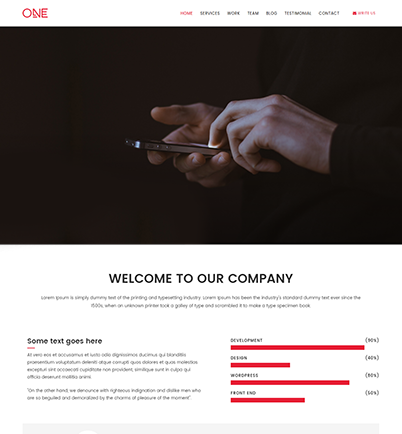 ONE
HOME SERVICES WORK TEAM BLOG TESTIMONIAL CONTACT WRITE US
WELCOME TO OUR COMPANY
Lorem Ipsum is simply dummy text of the printing and typesetting industry. Lorem Ipsum has been the industry's standard dummy text ever since the
1500s, when an unknown printer took a galley of type and scrambled it to make a type specimen book.
Some text goes here
At vero eos et accusamus et iusto odio dignissimos ducimus qui blanditiis
praesentium voluptatum deleniti atque corrupti quos dolores et quas molestias
excepturi sint occaecati cupiditate non provident, similique sunt in culpa qui
officia deserunt mollitia animi.
"On the other hand, we denounce with righteous indignation and dislike men who
are so beguiled and demoralized by the charms of pleasure of the moment".
DEVELOPMENT (90%)
DESIGN (40%)
WORDPRESS (80%)
FRONT END (50%)